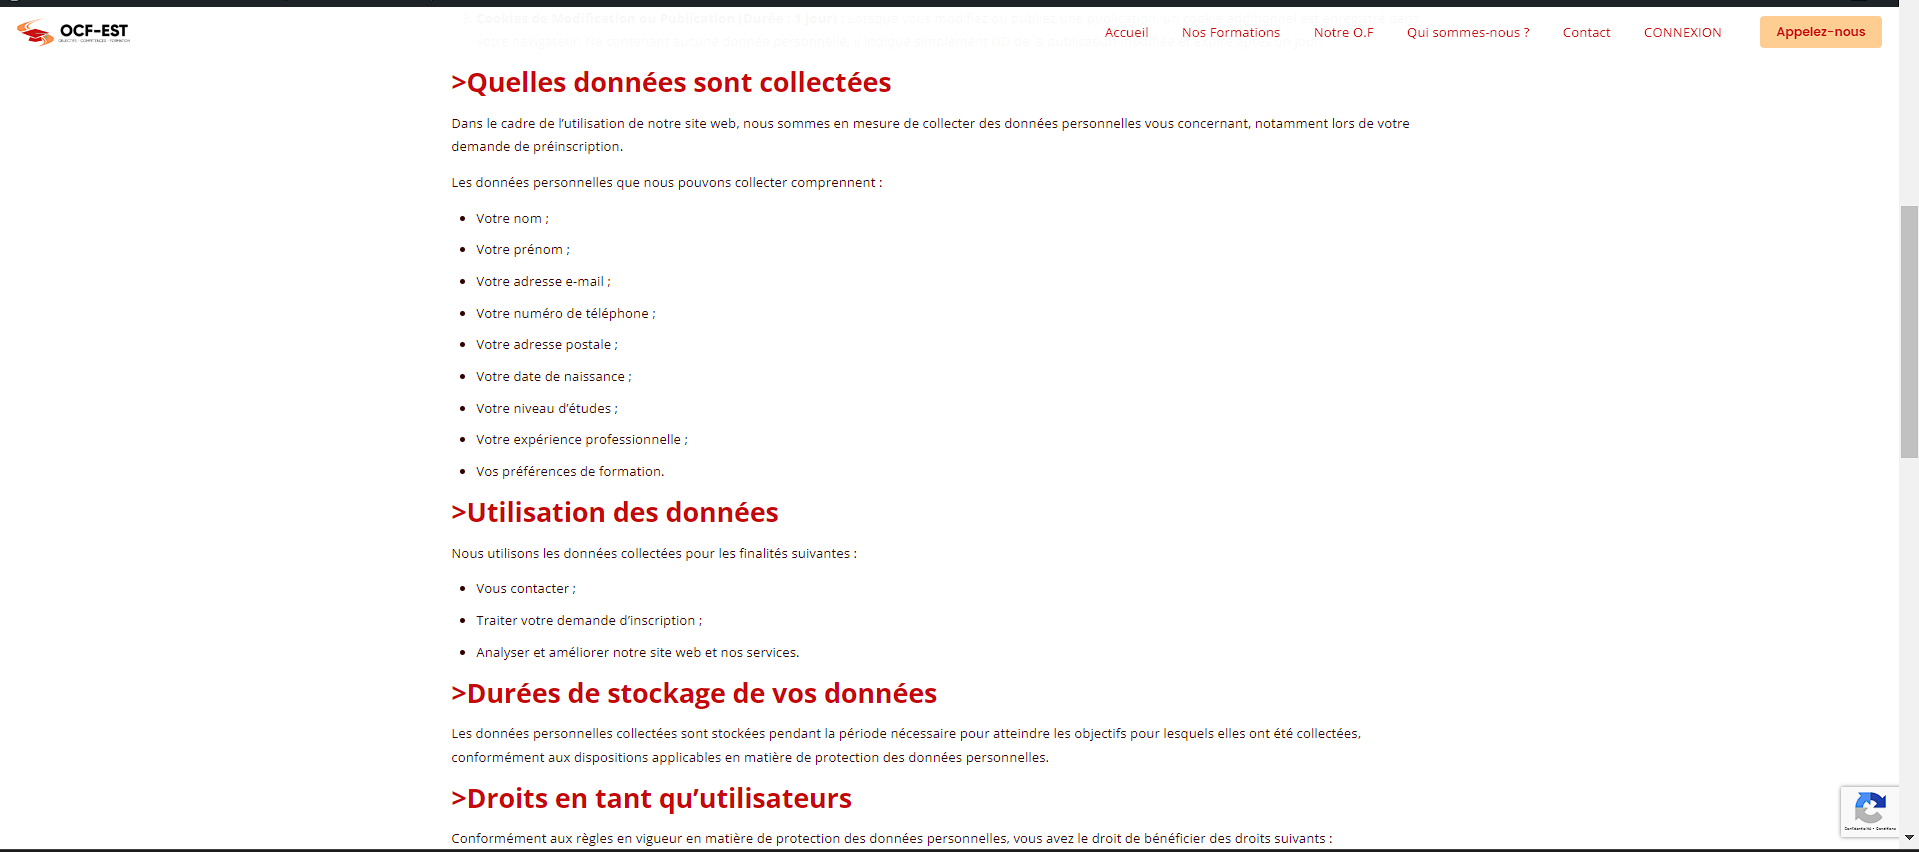 OCF-EST
OBJECTIFS · COMPETENCES · FORMATION
Accueil
Nos Formations
Notre O.F
Qui sommes-nous ?
Contact
CONNEXION
Appelez-nous
3. Cookies de Modification ou Publication (Durée : 1 jour) :
>Quelles données sont collectées
Dans le cadre de l’utilisation de notre site web, nous sommes en mesure de collecter des données personnelles vous concernant, notamment lors de votre
demande de préinscription.
Les données personnelles que nous pouvons collecter comprennent :
• Votre nom ;
• Votre prénom ;
• Votre adresse e-mail ;
• Votre numéro de téléphone ;
• Votre adresse postale ;
• Votre date de naissance ;
• Votre niveau d’études ;
• Votre expérience professionnelle ;
• Vos préférences de formation.
>Utilisation des données
Nous utilisons les données collectées pour les finalités suivantes :
• Vous contacter ;
• Traiter votre demande d’inscription ;
• Analyser et améliorer notre site web et nos services.
>Durées de stockage de vos données
Les données personnelles collectées sont stockées pendant la période nécessaire pour atteindre les objectifs pour lesquels elles ont été collectées,
conformément aux dispositions applicables en matière de protection des données personnelles.
>Droits en tant qu’utilisateurs
Conformément aux règles en vigueur en matière de protection des données personnelles, vous avez le droit de bénéficier des droits suivants :
Confidentialité • Conditions